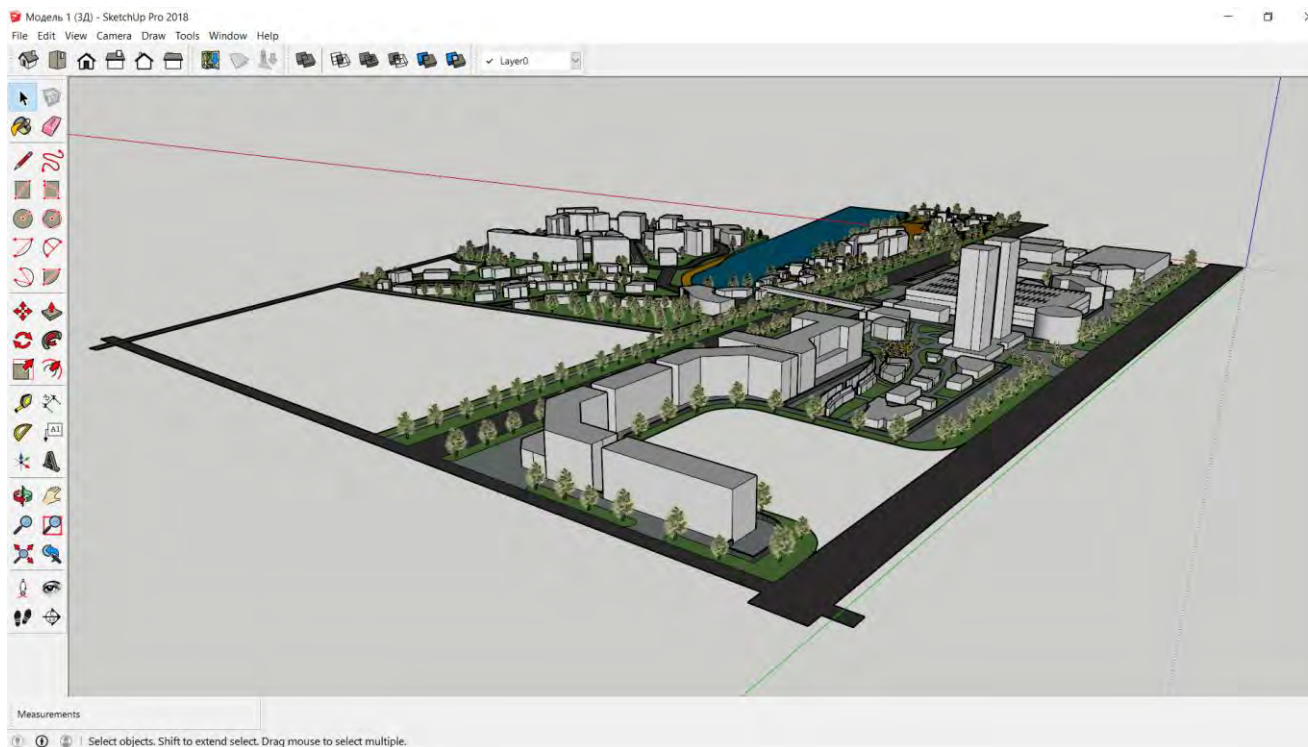 Модель 1 (3Д) - SketchUp Pro 2018
File Edit View Camera Draw Tools Window Help
Layer0
A1
Measurements
Select objects. Shift to extend select. Drag mouse to select multiple.